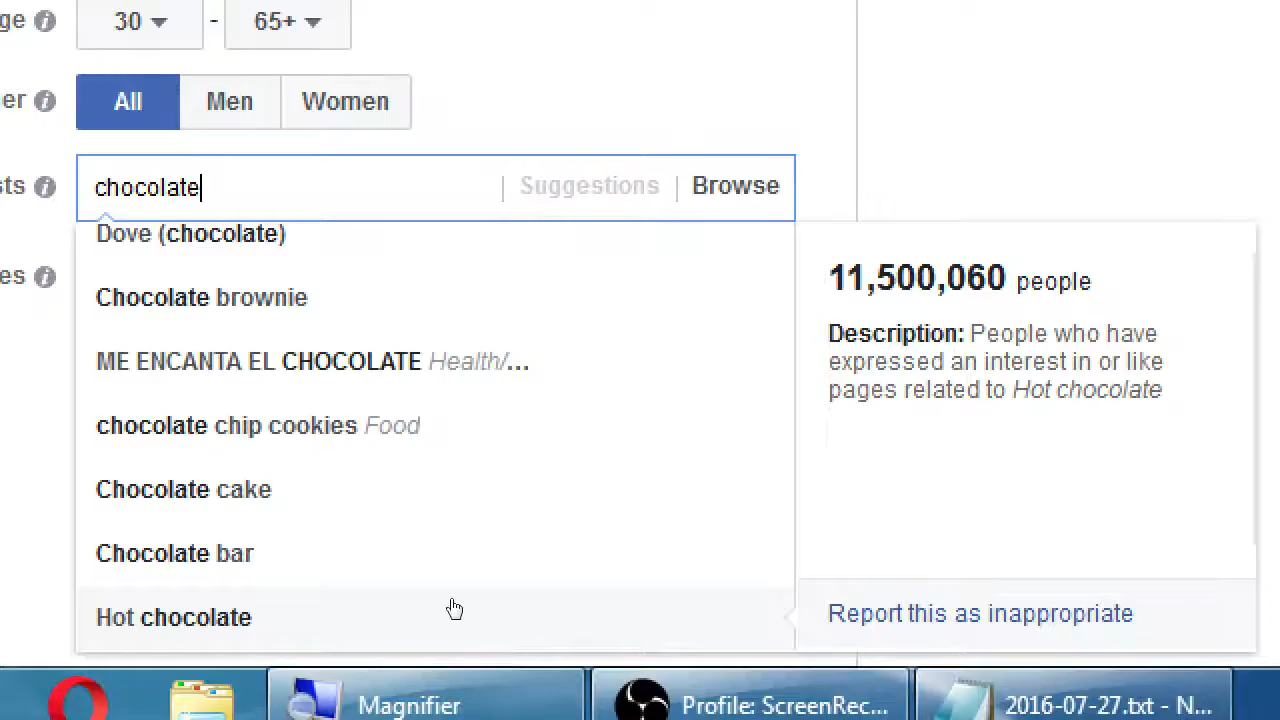 ge i 30 - 65+
er i All Men Women
sts i chocolate Suggestions Browse
es i
Dove (chocolate)
Chocolate brownie
ME ENCANTA EL CHOCOLATE Health/...
chocolate chip cookies Food
Chocolate cake
Chocolate bar
Hot chocolate
11,500,060 people
Description: People who have
expressed an interest in or like
pages related to Hot chocolate
Report this as inappropriate
Magnifier Profile: ScreenRec... 2016-07-27.txt - N...